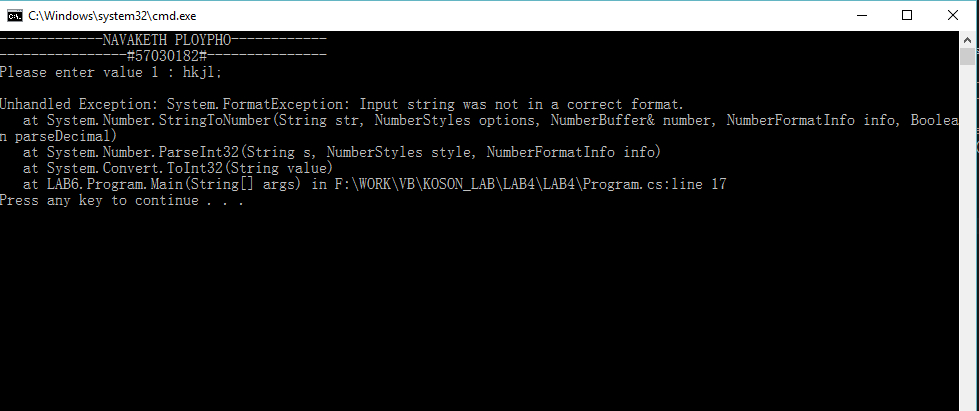 C:\Windows\system32\cmd.exe
-------------NAVAKETH PLOYPHO------------
----------------#57030182#---------------
Please enter value 1 : hkjl;
Unhandled Exception: System.FormatException: Input string was not in a correct format.
   at System.Number.StringToNumber(String str, NumberStyles options, NumberBuffer& number, NumberFormatInfo info, Boolea
n parseDecimal)
   at System.Number.ParseInt32(String s, NumberStyles style, NumberFormatInfo info)
   at System.Convert.ToInt32(String value)
   at LAB6.Program.Main(String[] args) in F:\WORK\VB\KOSON_LAB\LAB4\LAB4\Program.cs:line 17
Press any key to continue . . .